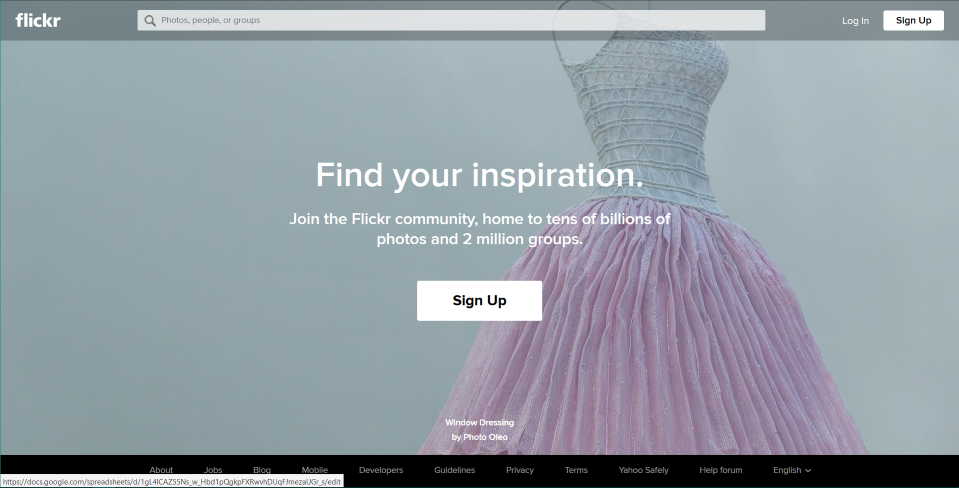 flickr
Photos, people, or groups
Log In
Sign Up
Find your inspiration.
Join the Flickr community, home to tens of billions of
photos and 2 million groups.
Sign Up
Window Dressing
by Photo Oleo
About Jobs Blog Mobile Developers Guidelines Privacy Terms Yahoo Safely Help forum English
https://docs.google.com/spreadsheets/d/1gL4ICAZ55Ns_w_Hbd1pQgkpFXRwvhDUqFJmezaUGr_s/edit